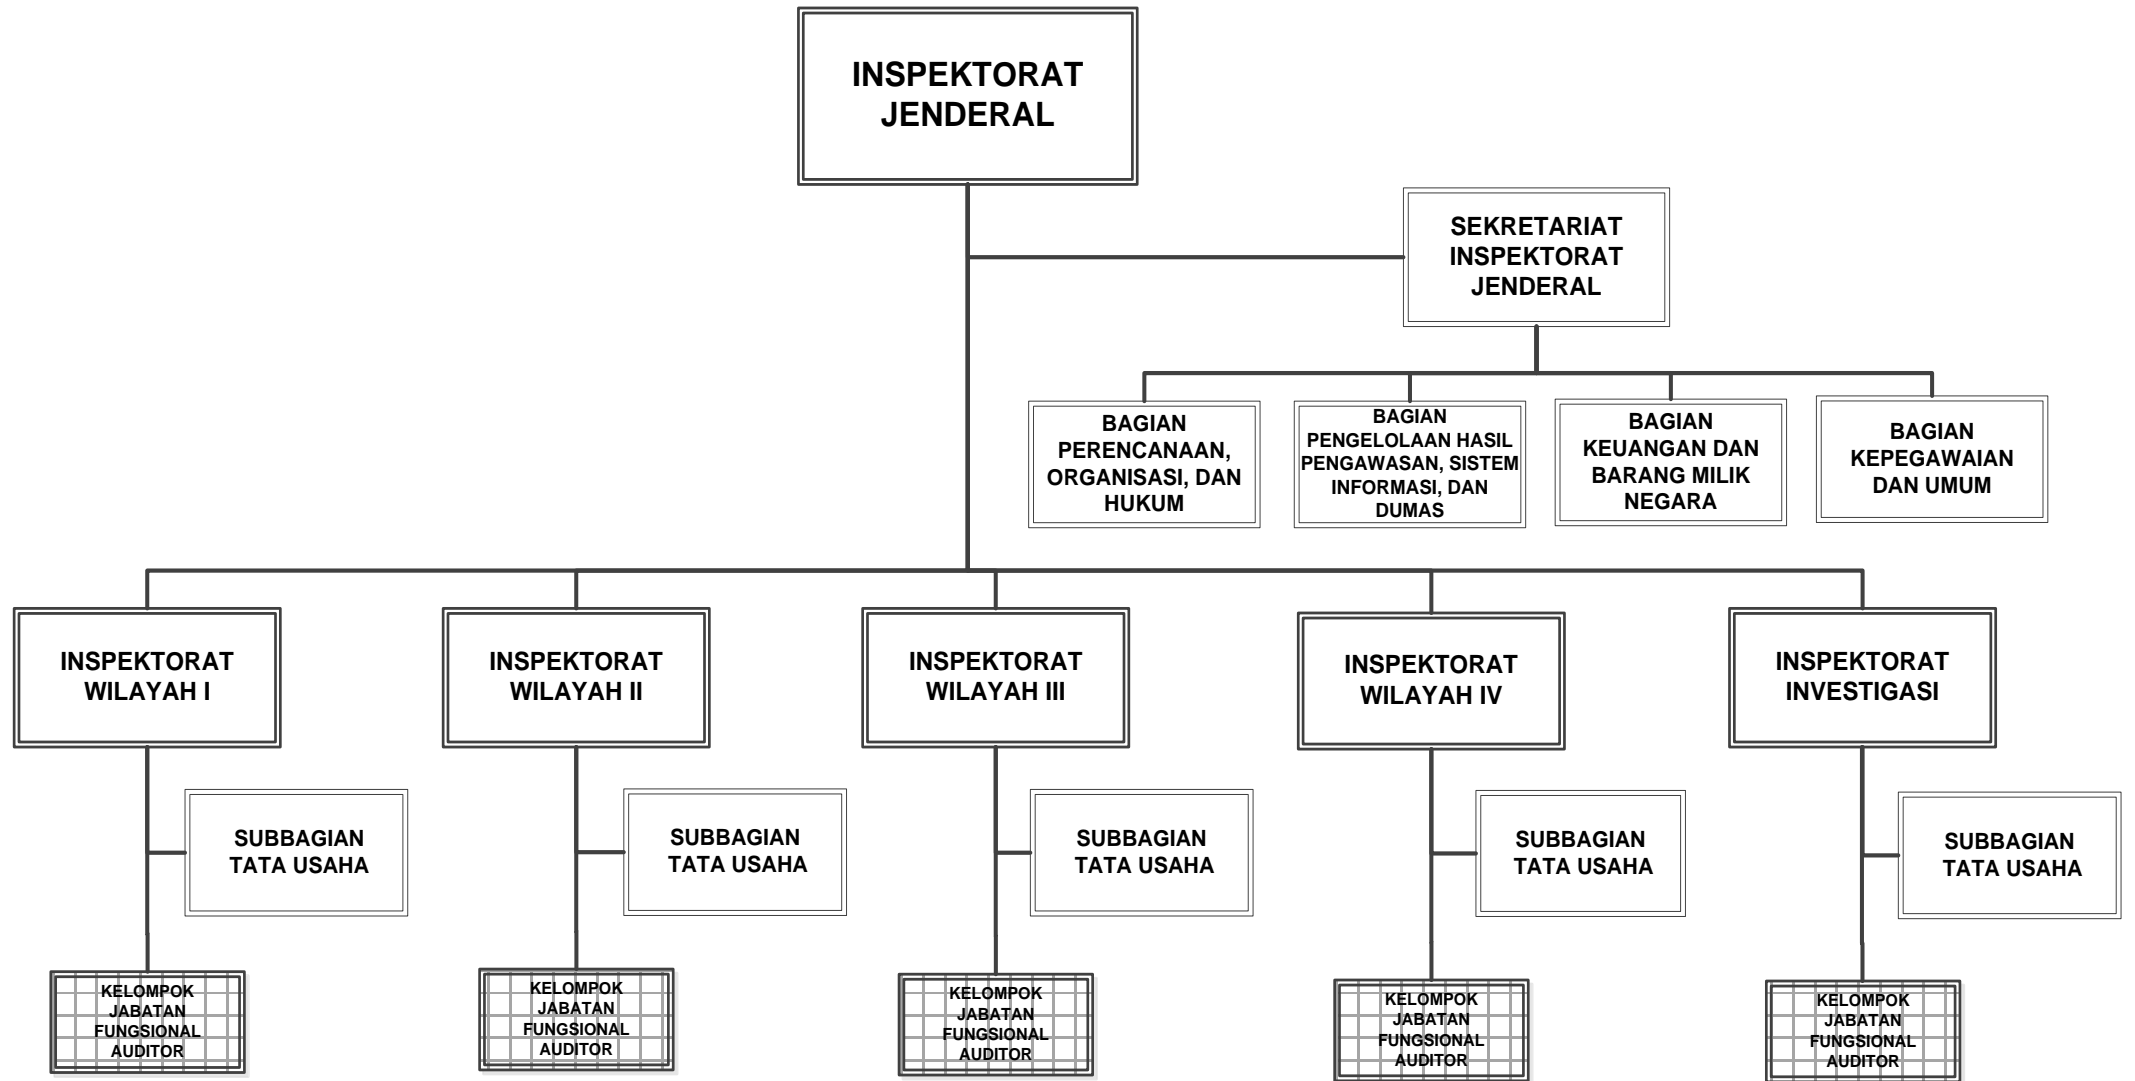 INSPEKTORAT
JENDERAL
SEKRETARIAT
INSPEKTORAT
JENDERAL
BAGIAN
PERENCANAAN,
ORGANISASI, DAN
HUKUM
BAGIAN
PENGELOLAAN HASIL
PENGAWASAN, SISTEM
INFORMASI, DAN
DUMAS
BAGIAN
KEUANGAN DAN
BARANG MILIK
NEGARA
BAGIAN
KEPEGAWAIAN
DAN UMUM
INSPEKTORAT
WILAYAH I
INSPEKTORAT
WILAYAH II
INSPEKTORAT
WILAYAH III
INSPEKTORAT
WILAYAH IV
INSPEKTORAT
INVESTIGASI
SUBBAGIAN
TATA USAHA
SUBBAGIAN
TATA USAHA
SUBBAGIAN
TATA USAHA
SUBBAGIAN
TATA USAHA
SUBBAGIAN
TATA USAHA
KELOMPOK
JABATAN
FUNGSIONAL
AUDITOR
KELOMPOK
JABATAN
FUNGSIONAL
AUDITOR
KELOMPOK
JABATAN
FUNGSIONAL
AUDITOR
KELOMPOK
JABATAN
FUNGSIONAL
AUDITOR
KELOMPOK
JABATAN
FUNGSIONAL
AUDITOR